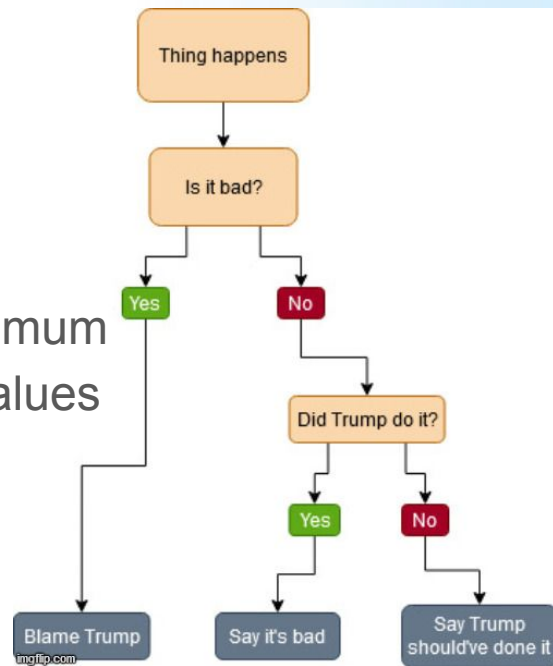 Thing happens
Is it bad?
Yes
No
mum
alues
Did Trump do it?
Yes
No
Blame Trump
Say it's bad
Say Trump
should've done it
imgflip.com